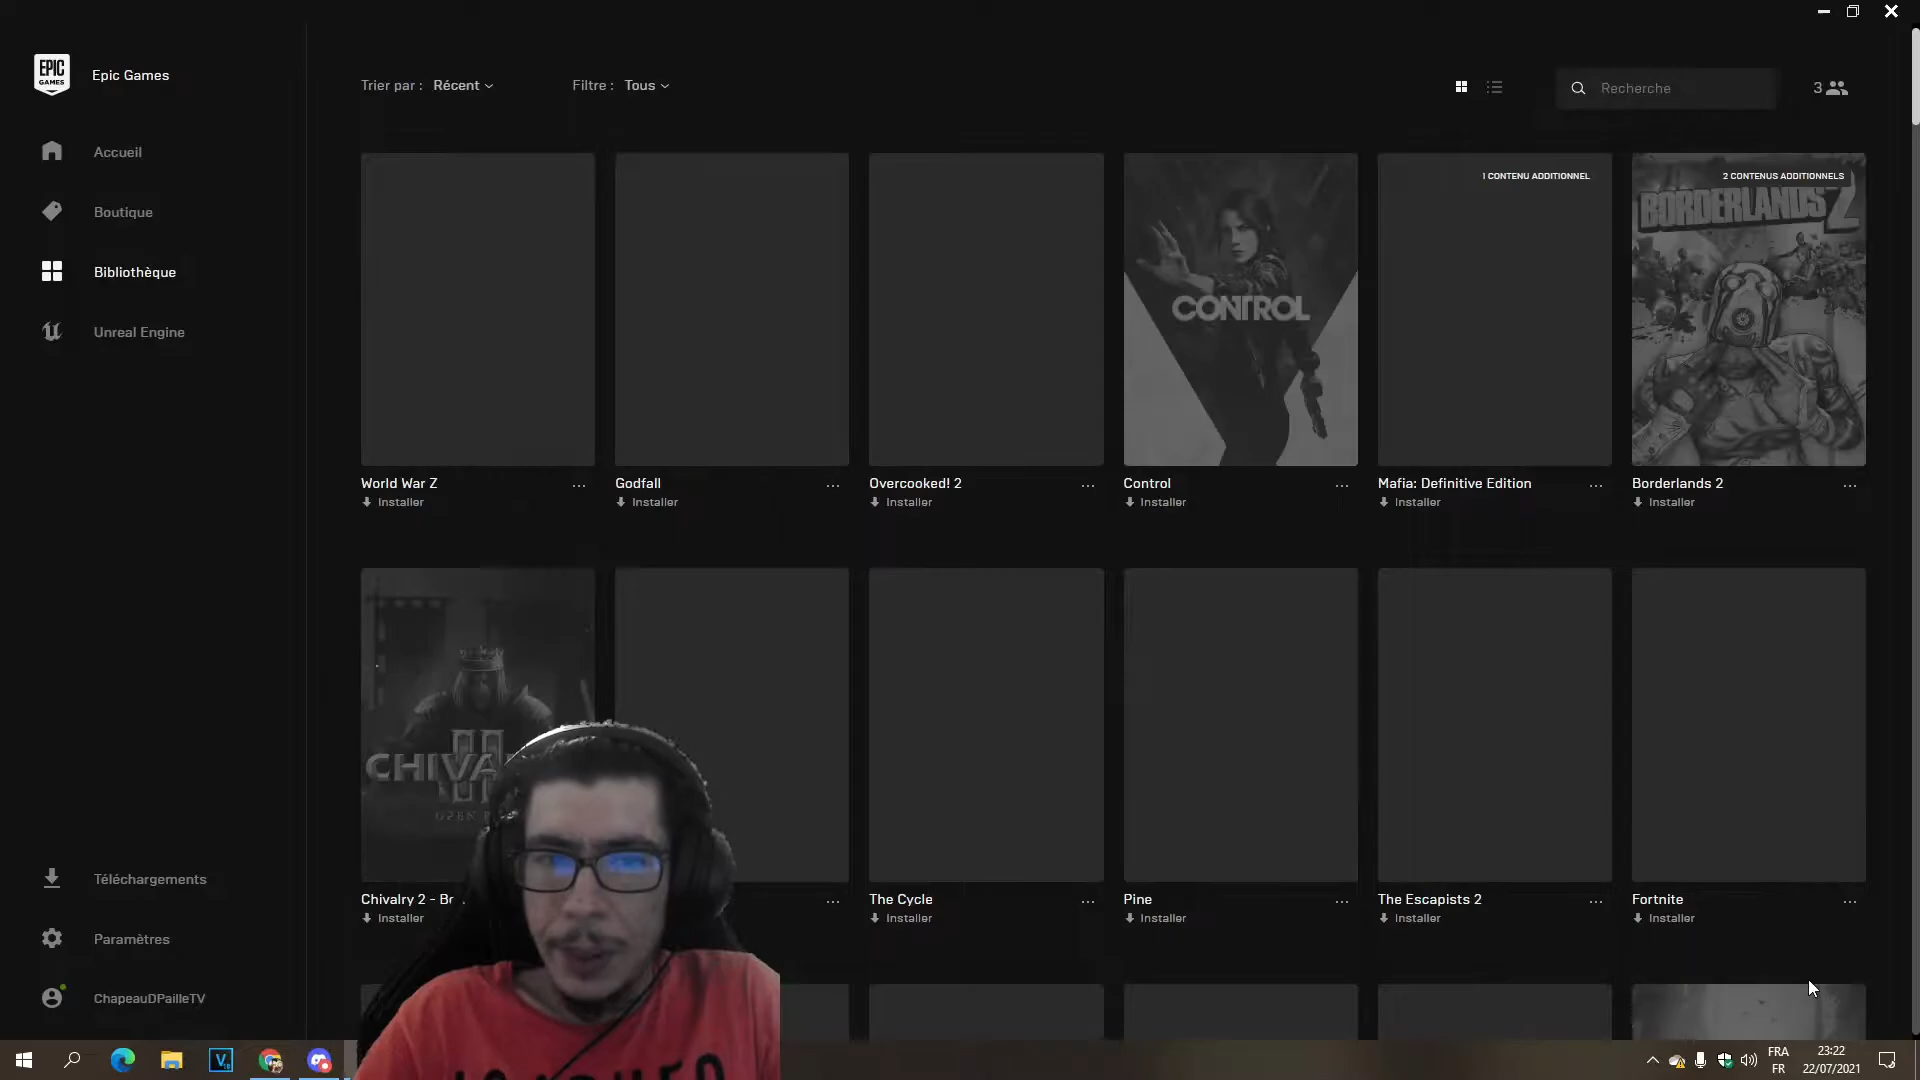 EPIC GAMES
Epic Games
Accueil
Boutique
Bibliothèque
Unreal Engine
Téléchargements
Paramètres
ChapeauDPailleTV
Trier par : Récent
Filtre : Tous
Recherche
3
CONTROL
1 CONTENU ADDITIONNEL
2 CONTENUS ADDITIONNELS
BORDERLANDS 2
World War Z ...
Installer
Godfall ...
Installer
Overcooked! 2 ...
Installer
Control ...
Installer
Mafia: Definitive Edition ...
Installer
Borderlands 2 ...
Installer
CHIVA
II
OPEN
Chivalry 2 - Br
Installer
...
The Cycle ...
Installer
Pine ...
Installer
The Escapists 2 ...
Installer
Fortnite ...
Installer
FRA
FR
23:22
22/07/2021